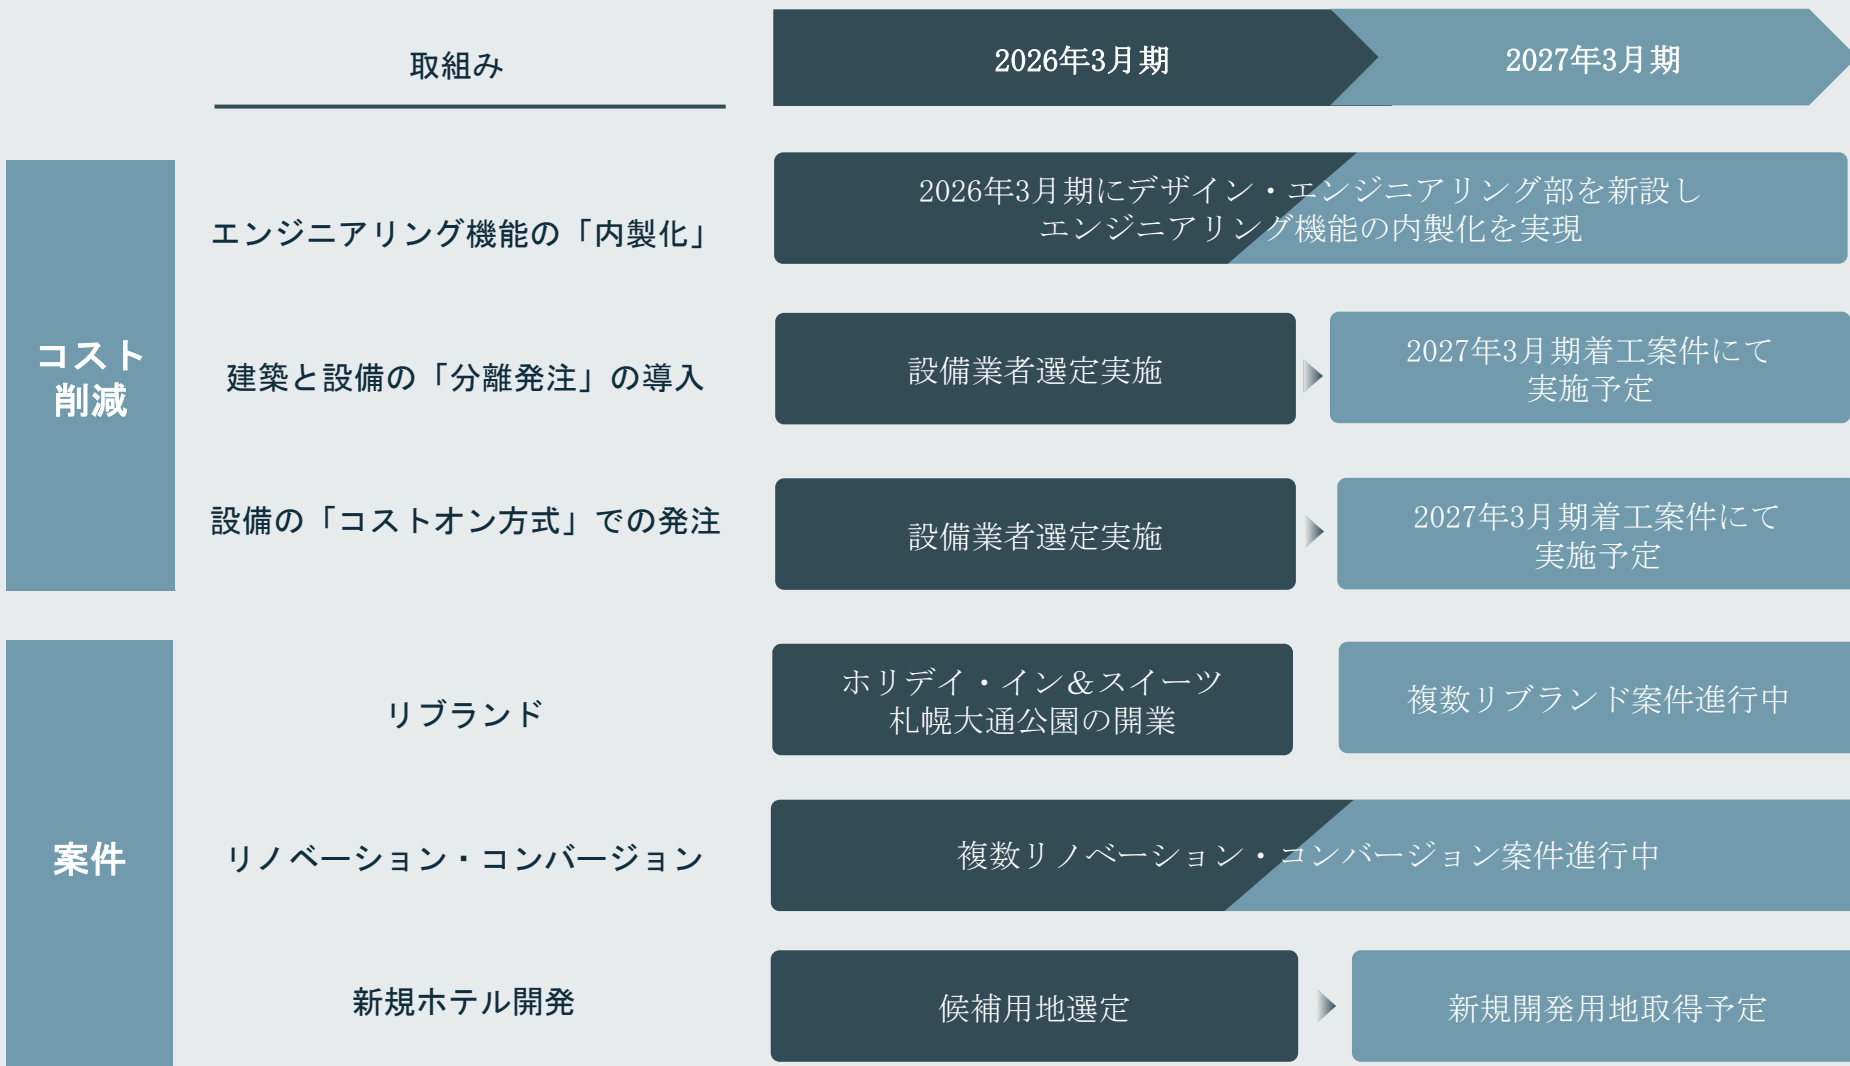 取組み
2026年3月期
2027年3月期
コスト
削減
エンジニアリング機能の「内製化」
2026年3月期にデザイン・エンジニアリング部を新設し
エンジニアリング機能の内製化を実現
建築と設備の「分離発注」の導入
設備業者選定実施
2027年3月期着工案件にて
実施予定
設備の「コストオン方式」での発注
設備業者選定実施
2027年3月期着工案件にて
実施予定
案件
リブランド
ホリデイ・イン＆スイーツ
札幌大通公園の開業
複数リブランド案件進行中
リノベーション・コンバージョン
複数リノベーション・コンバージョン案件進行中
新規ホテル開発
候補用地選定
新規開発用地取得予定